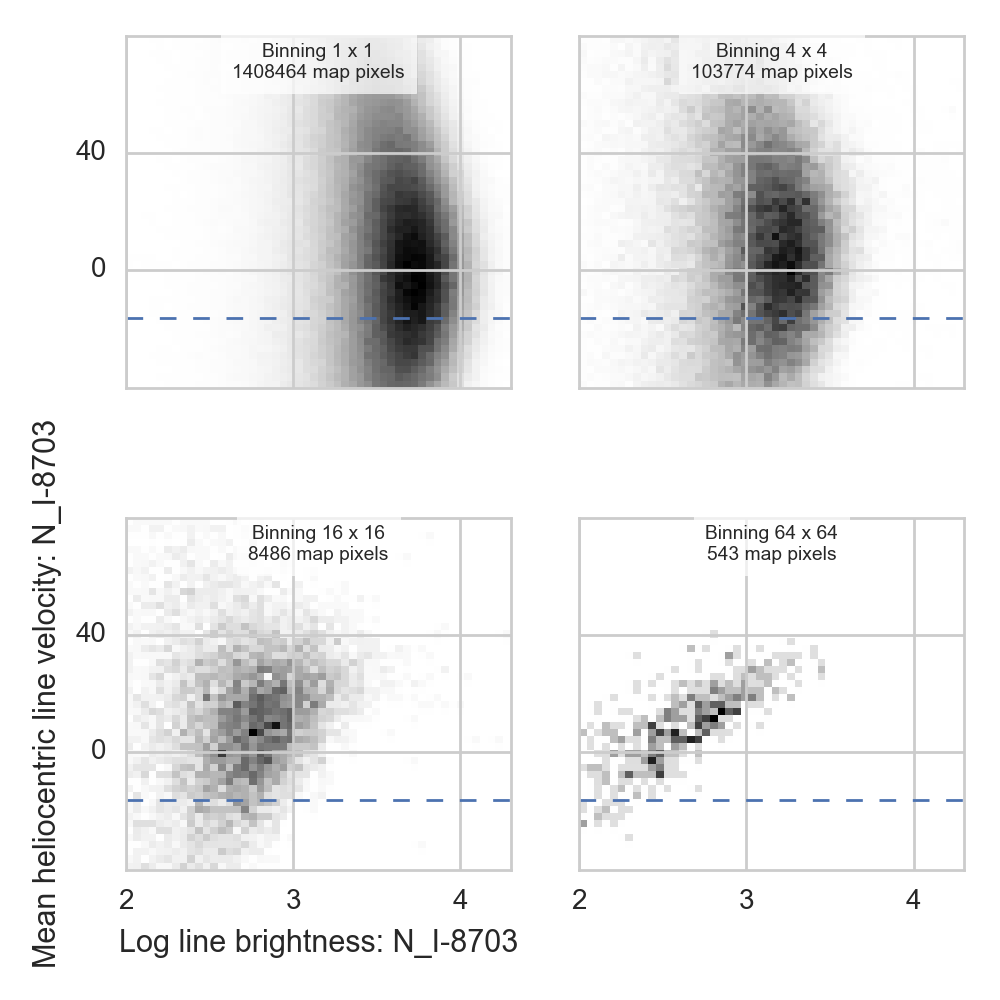 Binning 1 x 1
1408464 map pixels
Binning 4 x 4
103774 map pixels
40
0
Binning 16 x 16
8486 map pixels
Binning 64 x 64
543 map pixels
40
0
2
3
4
2
3
4
Log line brightness: N_I-8703
Mean heliocentric line velocity: N_I-8703